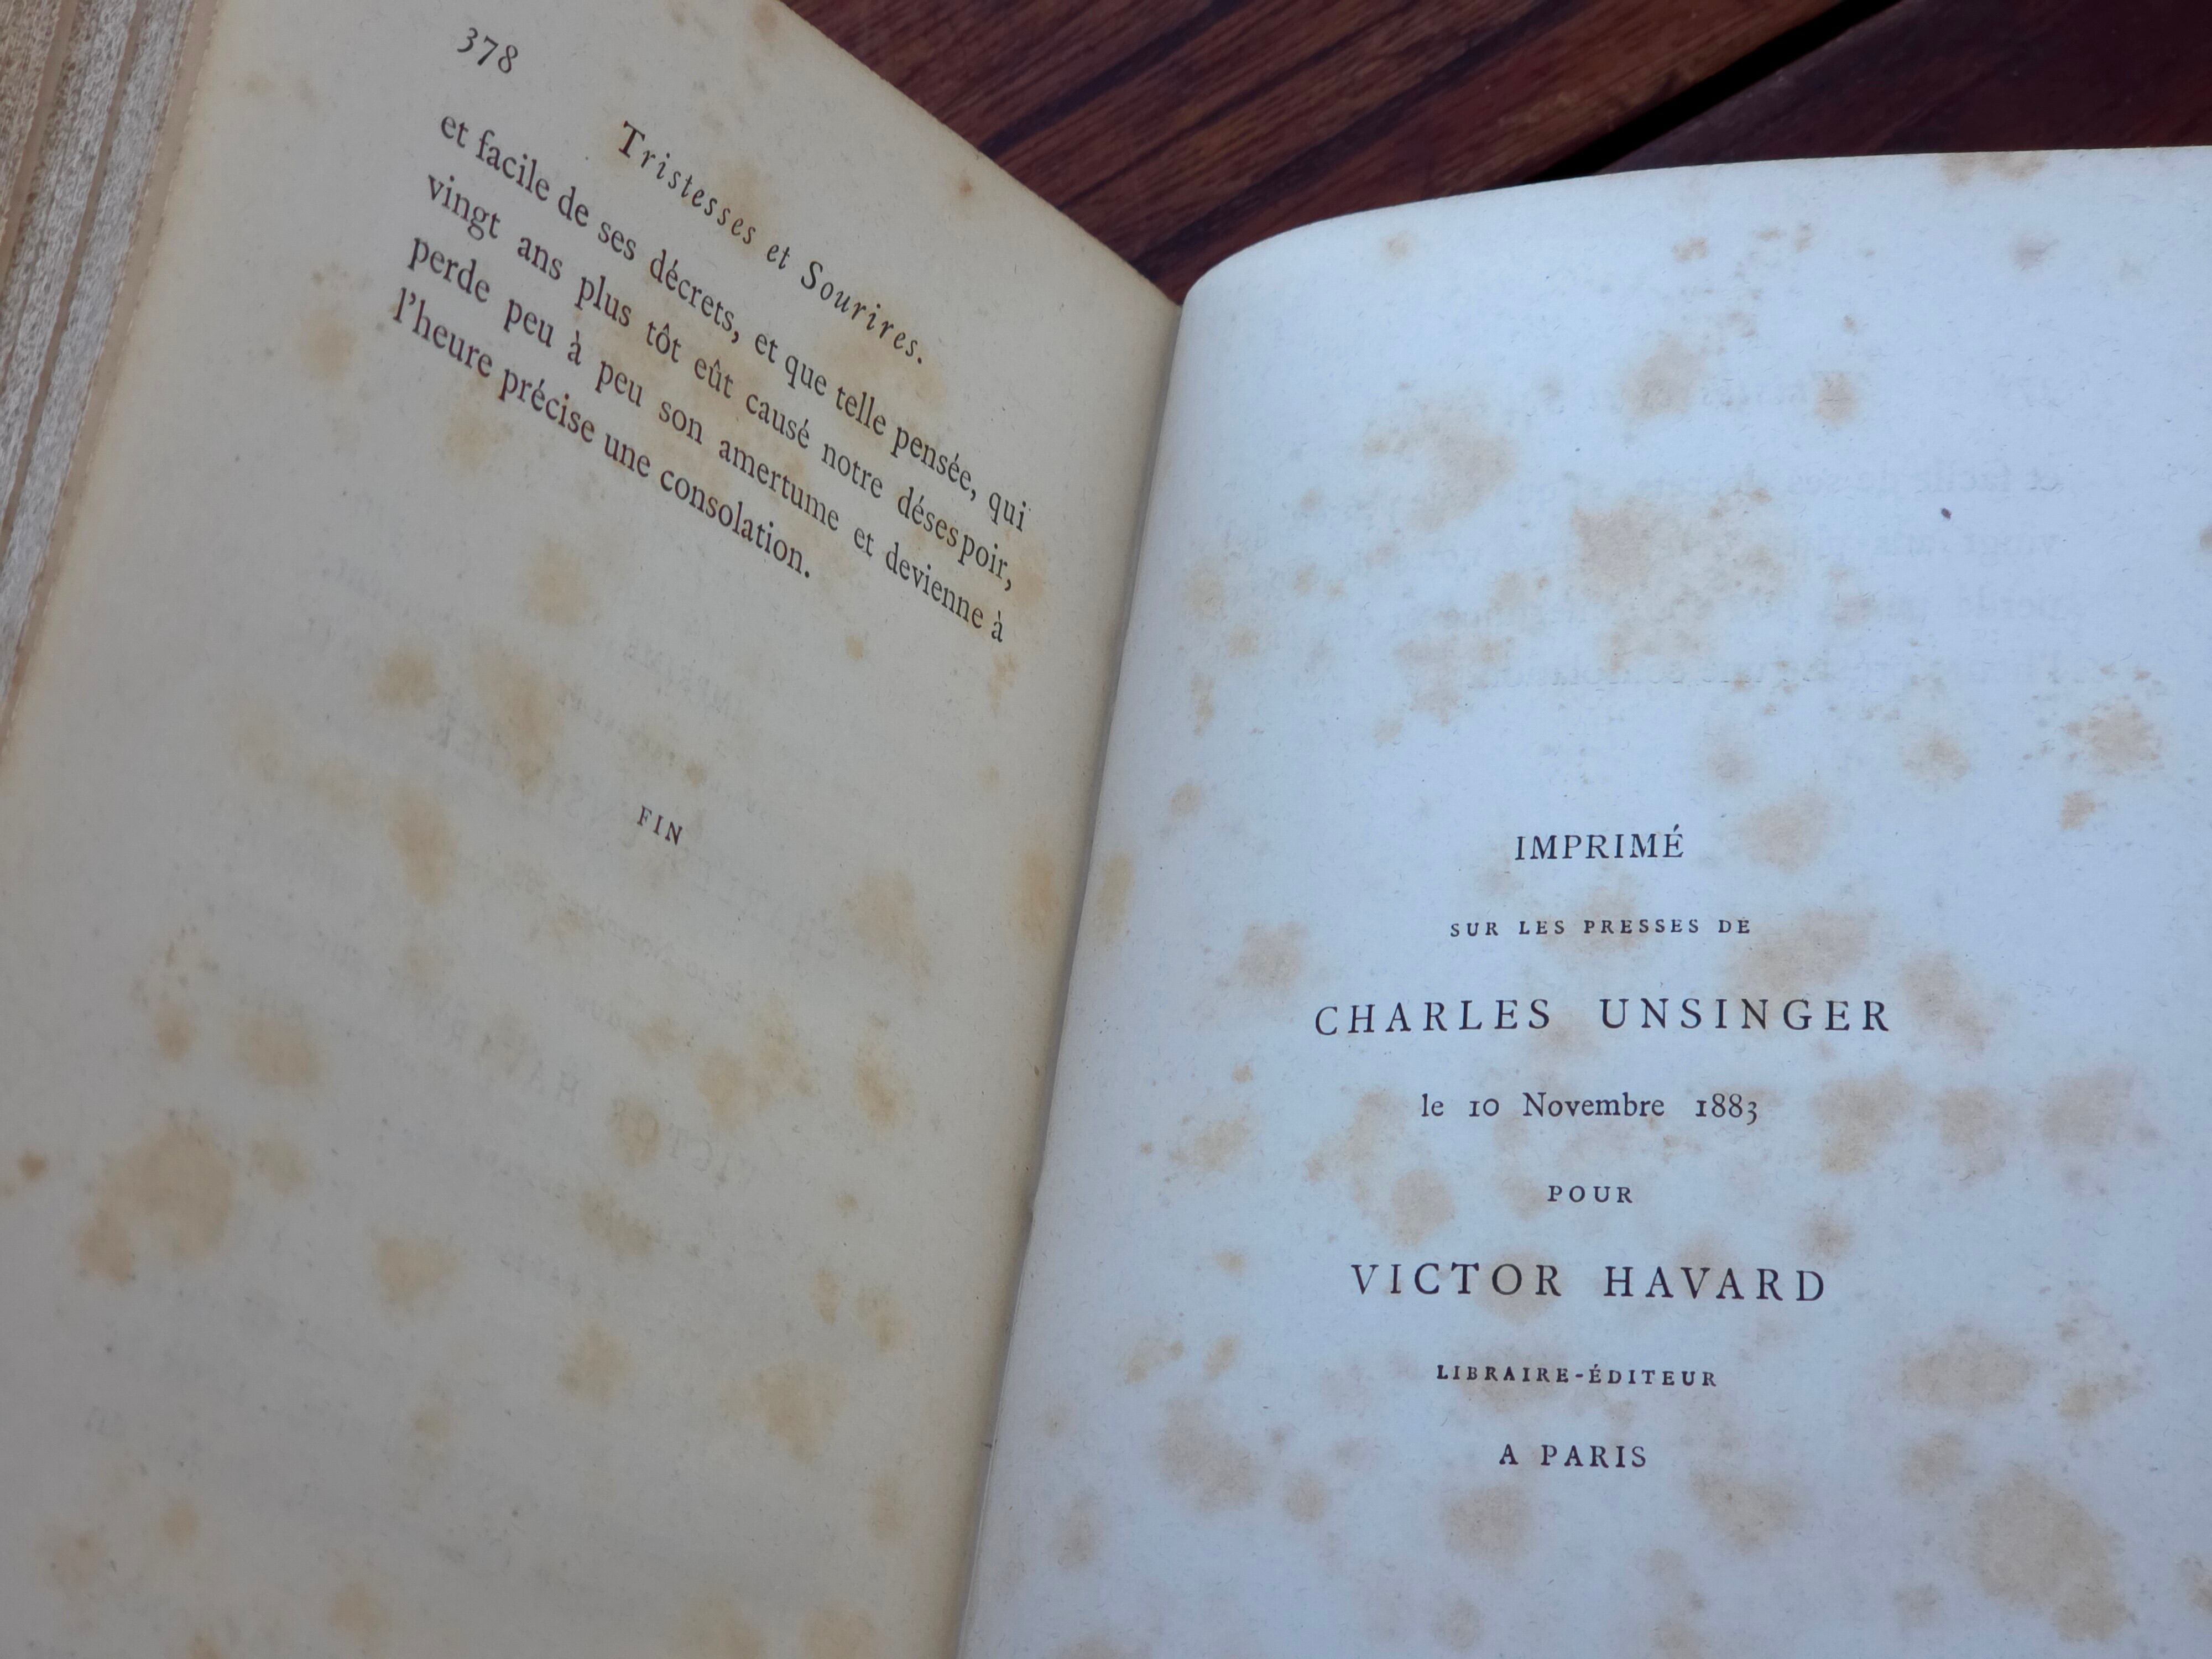 378
Tristesses et Sourires.
et facile de ses décrets, et que telle pensée, qui
vingt ans plus tôt eût causé notre désespoir,
perde peu à peu son amertume et devienne à
l'heure précise une consolation.
FIN
IMPRIMÉ
SUR LES PRESSES DE
CHARLES UNSINGER
le 10 Novembre 1883
POUR
VICTOR HAVARD
LIBRAIRE-ÉDITEUR
A PARIS